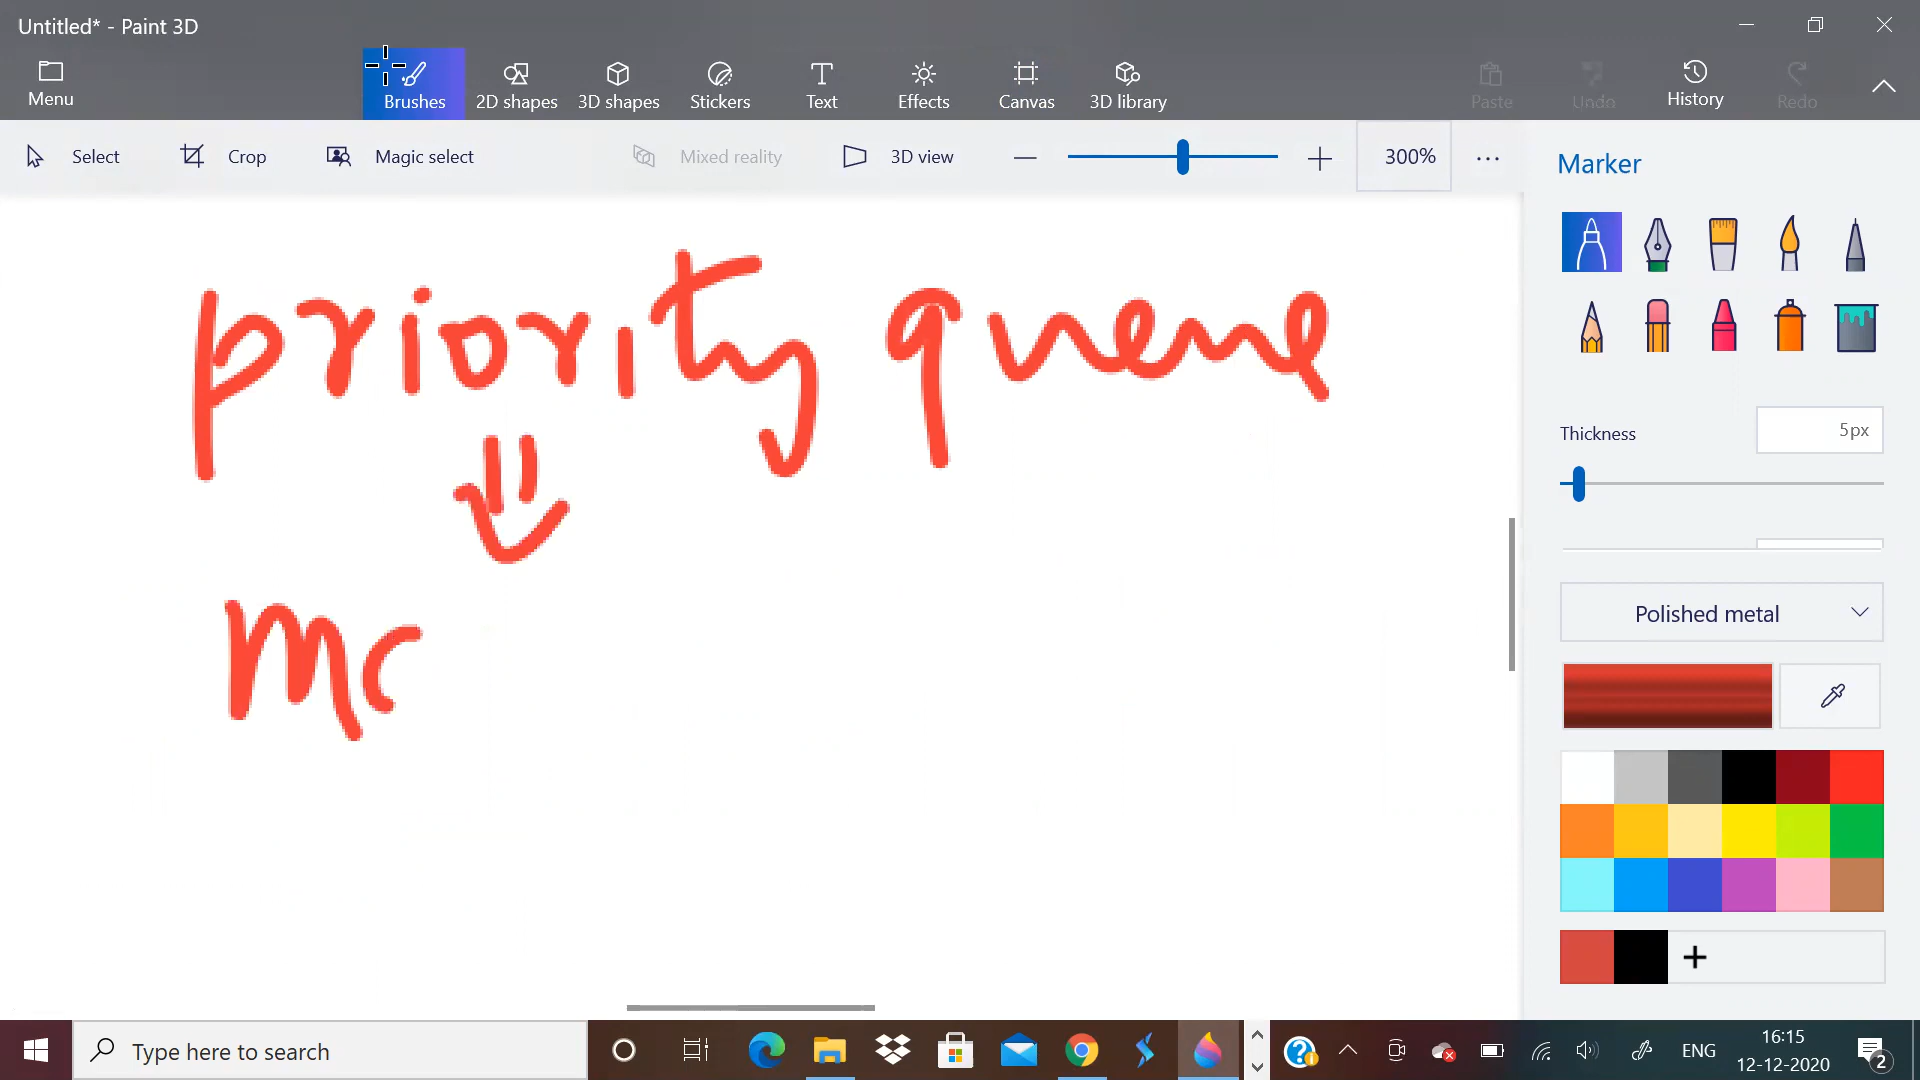 Untitled* - Paint 3D
Menu
Brushes
2D shapes
3D shapes
Stickers
Text
Effects
Canvas
3D library
Paste
Undo
History
Redo
Select
Crop
Magic select
Mixed reality
3D view
300%
Marker
priority queue
Thickness
5px
Polished metal
Type here to search
ENG
16:15
12-12-2020
2